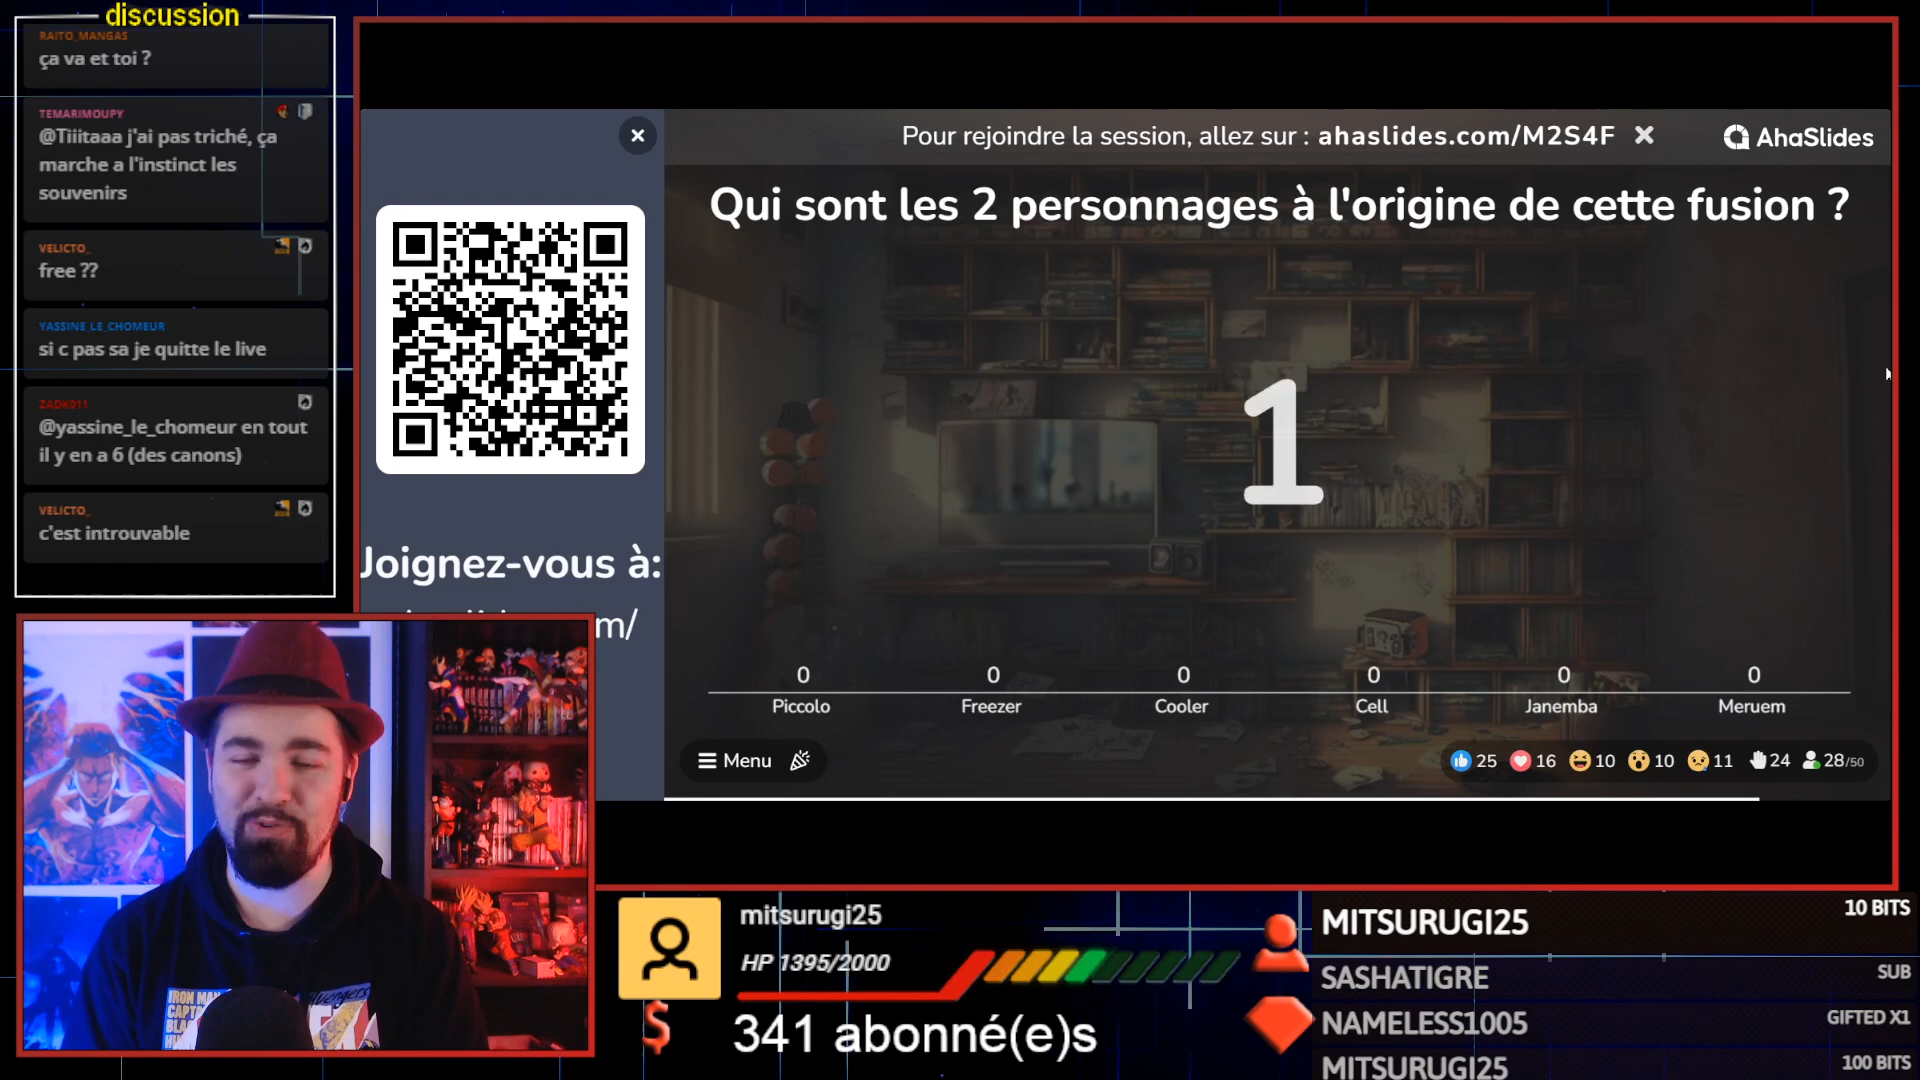 discussion
RAITO_MANGAS
ça va et toi ?
TEMARIMOUPY
@Tiiitaaa j'ai pas triché, ça
marche a l'instinct les
souvenirs
VELICTO_
free ??
YASSINE_LE_CHOMEUR
si c pas sa je quitte le live
ZADK911
@yassine_le_chomeur en tout
il y en a 6 (des canons)
VELICTO_
c'est introuvable
Pour rejoindre la session, allez sur : ahaslides.com/M2S4F
AhaSlides
Qui sont les 2 personnages à l'origine de cette fusion ?
1
Joignez-vous à:
m/
0 0 0 0 0 0
Piccolo Freezer Cooler Cell Janemba Meruem
Menu
25 16 10 10 11 24 28/50
IRON MAN
mitsurugi25
HP 1395/2000
341 abonné(e)s
MITSURUGI25 10 BITS
SASHATIGRE SUB
NAMELESS1005 GIFTED X1
MITSURUGI25 100 BITS